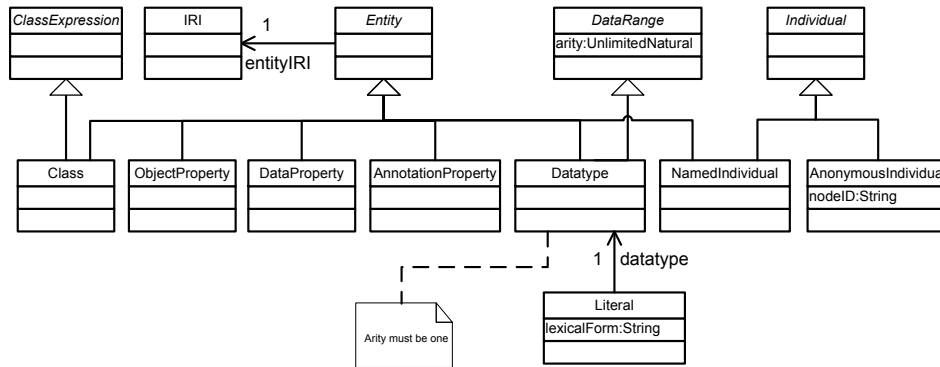 ClassExpression
IRI
Entity
DataRange
Individual
1
entityIRI
arity:UnlimitedNatural
Class
ObjectProperty
DataProperty
AnnotationProperty
Datatype
NamedIndividual
AnonymousIndividual
nodeID:String
1
datatype
Arity must be one
Literal
lexicalForm:String